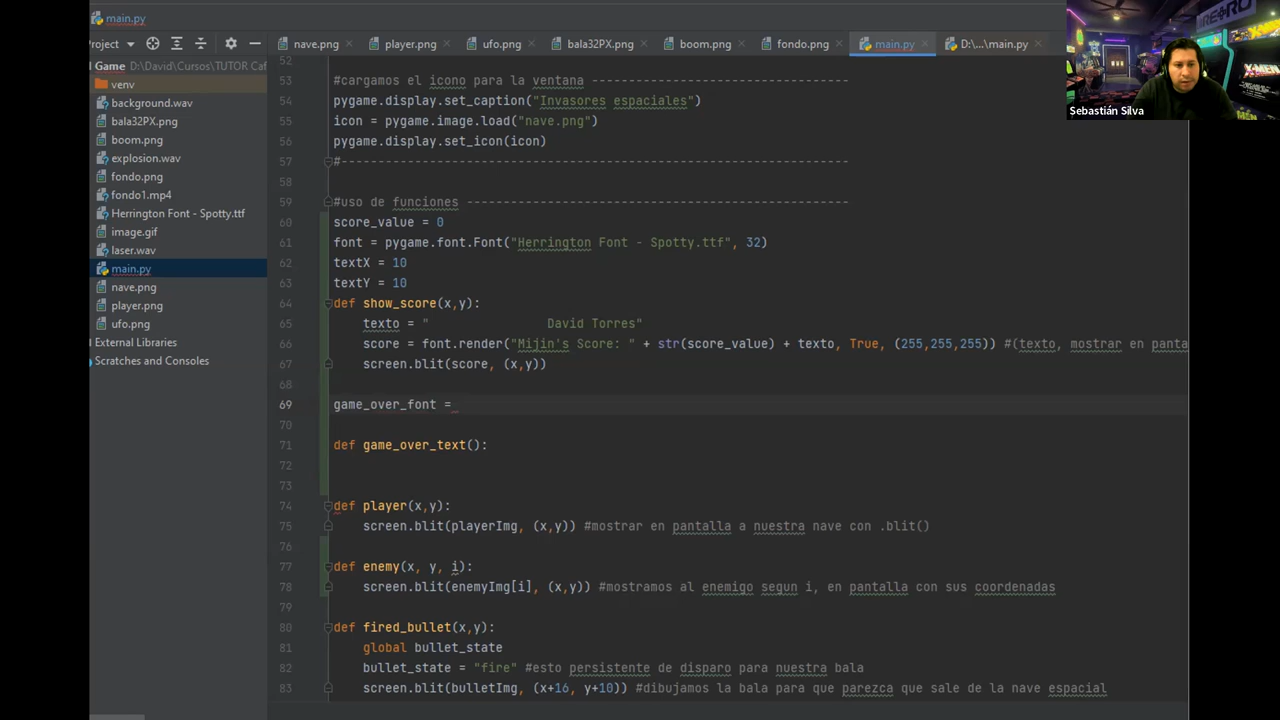 main.py
Project
nave.png
player.png
ufo.png
bala32PX.png
boom.png
fondo.png
main.py
D:\...\main.py
Game D:\David\Cursos\TUTOR Caf
venv
background.wav
bala32PX.png
boom.png
explosion.wav
fondo.png
fondo1.mp4
Herrington Font - Spotty.ttf
image.gif
laser.wav
main.py
nave.png
player.png
ufo.png
External Libraries
Scratches and Consoles
52
53 #cargamos el icono para la ventana -----------------------------------
54 pygame.display.set_caption("Invasores espaciales")
55 icon = pygame.image.load("nave.png")
56 pygame.display.set_icon(icon)
57 #---------------------------------------------------------------------
58
59 #uso de funciones ----------------------------------------------------
60 score_value = 0
61 font = pygame.font.Font("Herrington Font - Spotty.ttf", 32)
62 textX = 10
63 textY = 10
64 def show_score(x,y):
65 texto = "                David Torres"
66 score = font.render("Mijin's Score: " + str(score_value) + texto, True, (255,255,255)) #(texto, mostrar en panta
67 screen.blit(score, (x,y))
68
69 game_over_font =
70
71 def game_over_text():
72
73
74 def player(x,y):
75 screen.blit(playerImg, (x,y)) #mostrar en pantalla a nuestra nave con .blit()
76
77 def enemy(x, y, i):
78 screen.blit(enemyImg[i], (x,y)) #mostramos al enemigo segun i, en pantalla con sus coordenadas
79
80 def fired_bullet(x,y):
81 global bullet_state
82 bullet_state = "fire" #esto persistente de disparo para nuestra bala
83 screen.blit(bulletImg, (x+16, y+10)) #dibujamos la bala para que parezca que sale de la nave espacial
RETRO
X-MEN
Sebastián Silva